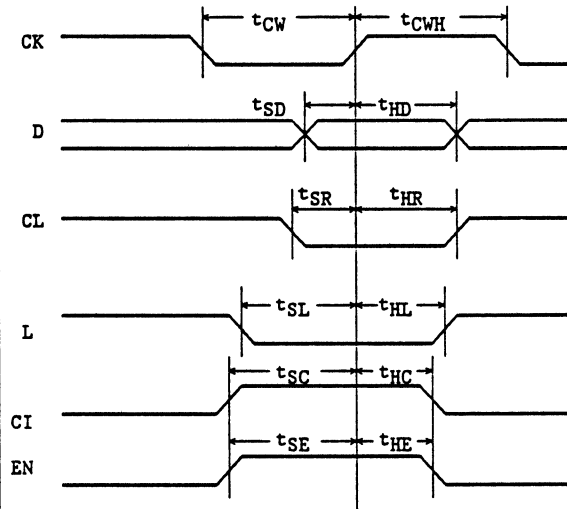 CK tCW tCWH
D tSD tHD
CL tSR tHR
L tSL tHL
CI tSC tHC
EN tSE tHE